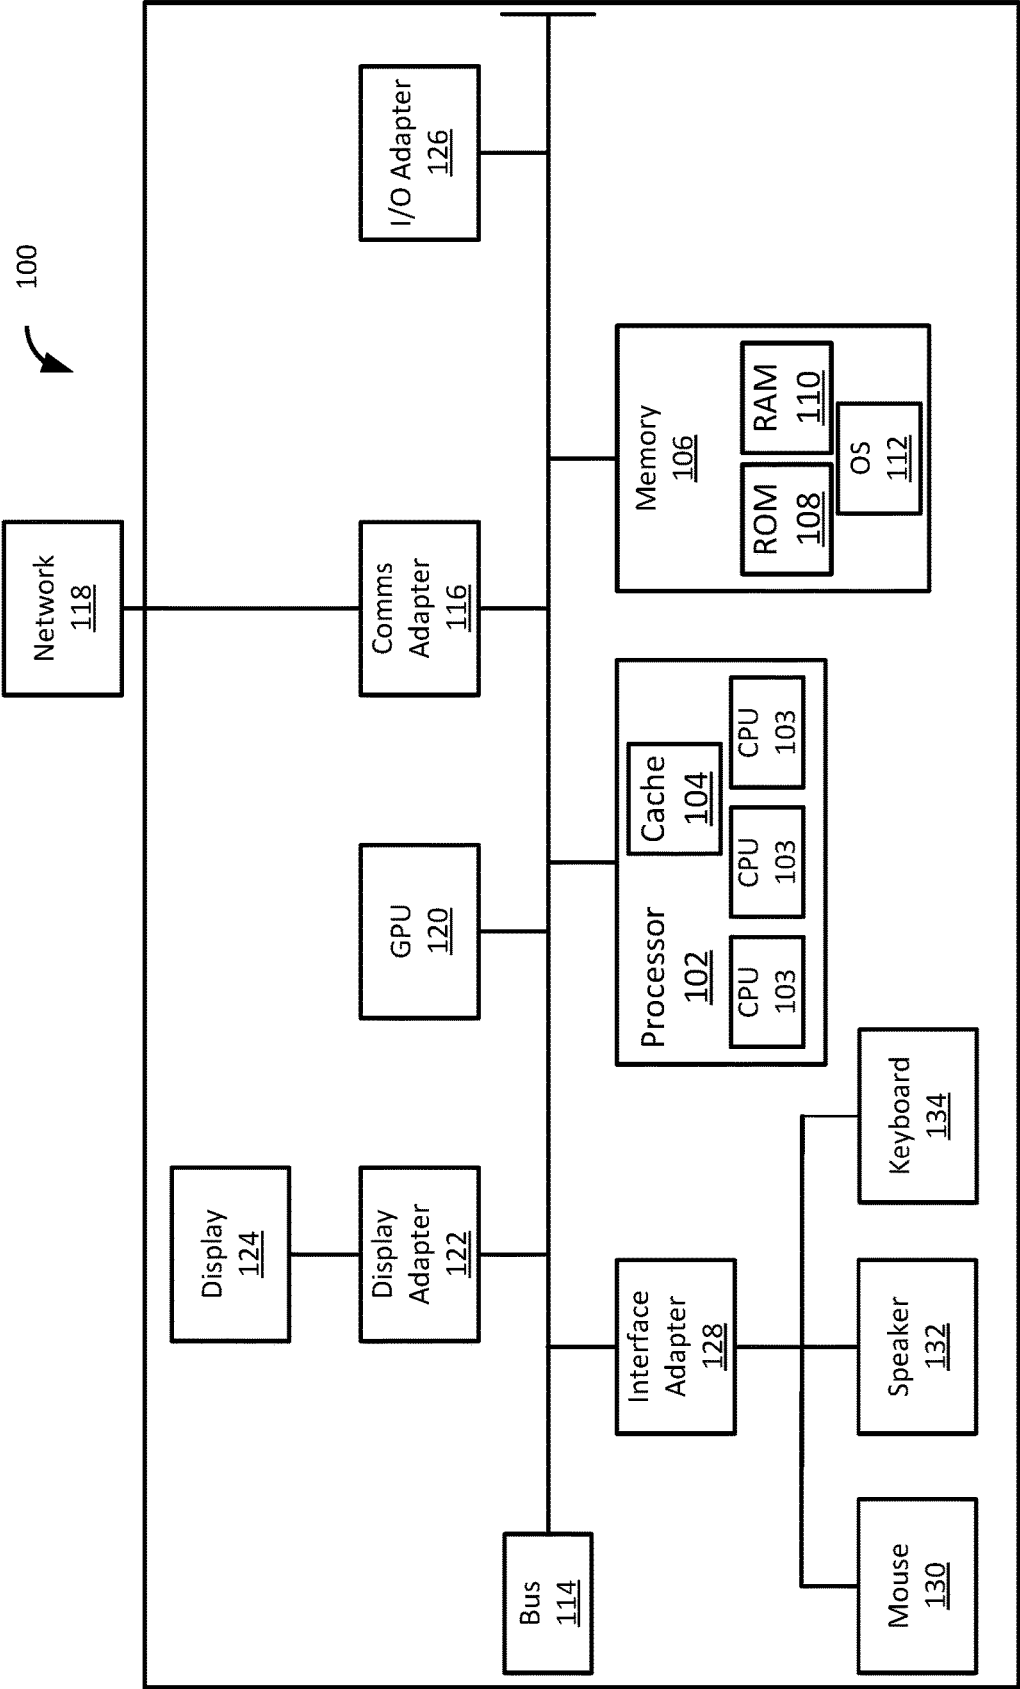 100
Network
118
Display
124
Display
Adapter
122
GPU
120
Comms
Adapter
116
I/O Adapter
126
Bus
114
Interface
Adapter
128
Processor
102
Cache
104
CPU
103
CPU
103
CPU
103
Memory
106
ROM
108
RAM
110
OS
112
Mouse
130
Speaker
132
Keyboard
134